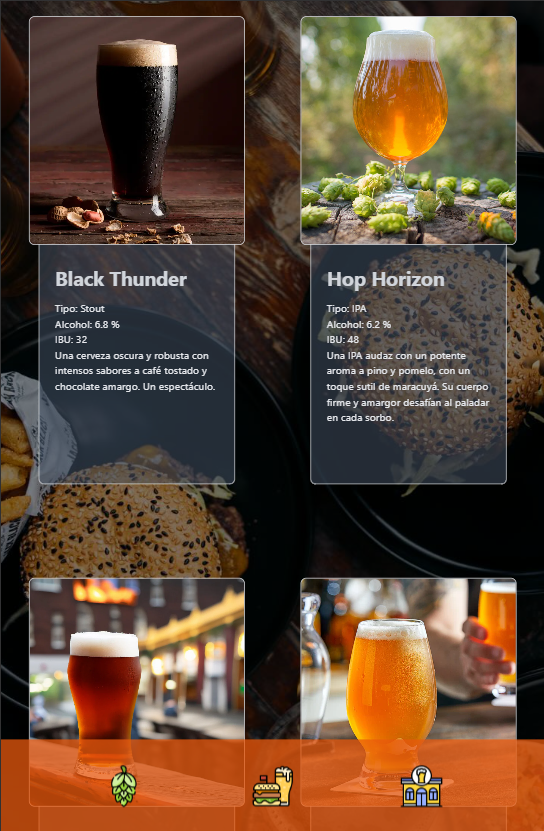 Black Thunder
Tipo: Stout
Alcohol: 6.8 %
IBU: 32
Una cerveza oscura y robusta con
intensos sabores a café tostado y
chocolate amargo. Un espectáculo.
Hop Horizon
Tipo: IPA
Alcohol: 6.2 %
IBU: 48
Una IPA audaz con un potente
aroma a pino y pomelo, con un
toque sutil de maracuyá. Su cuerpo
firme y amargor desafían al paladar
en cada sorbo.